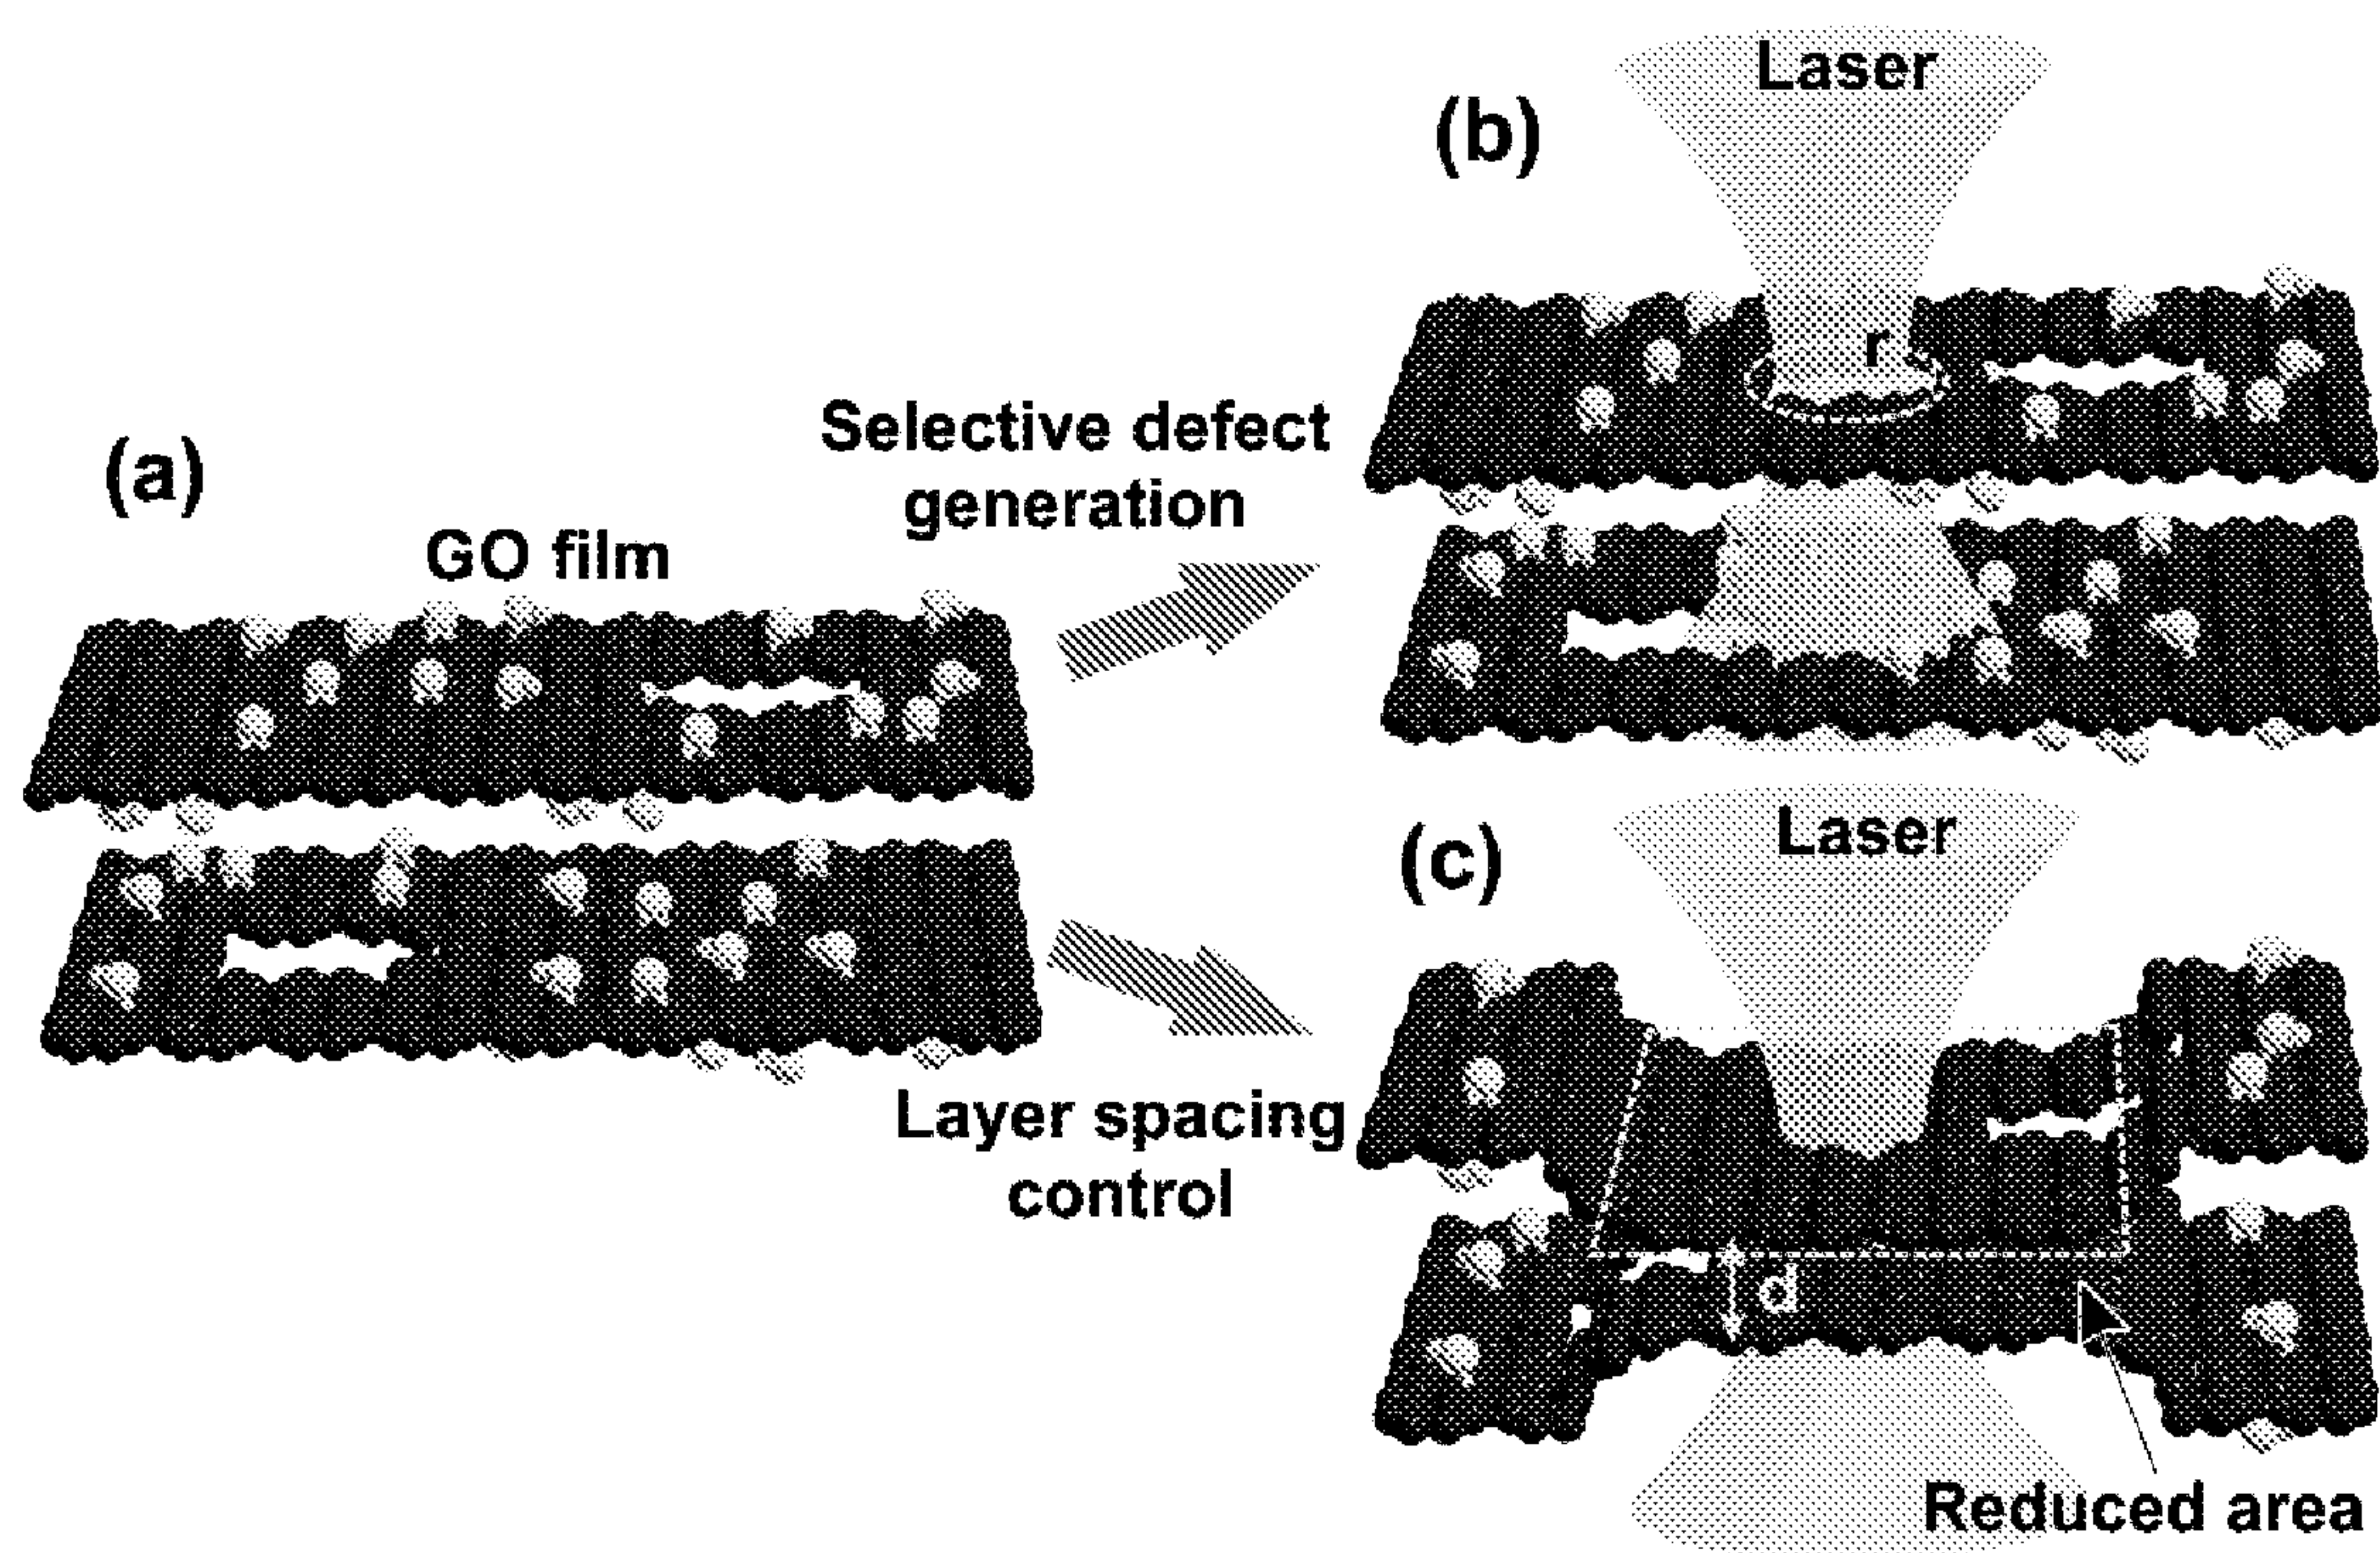 (a)
GO film
Selective defect
generation
Layer spacing
control
(b)
Laser
r
(c)
Laser
d
Reduced area